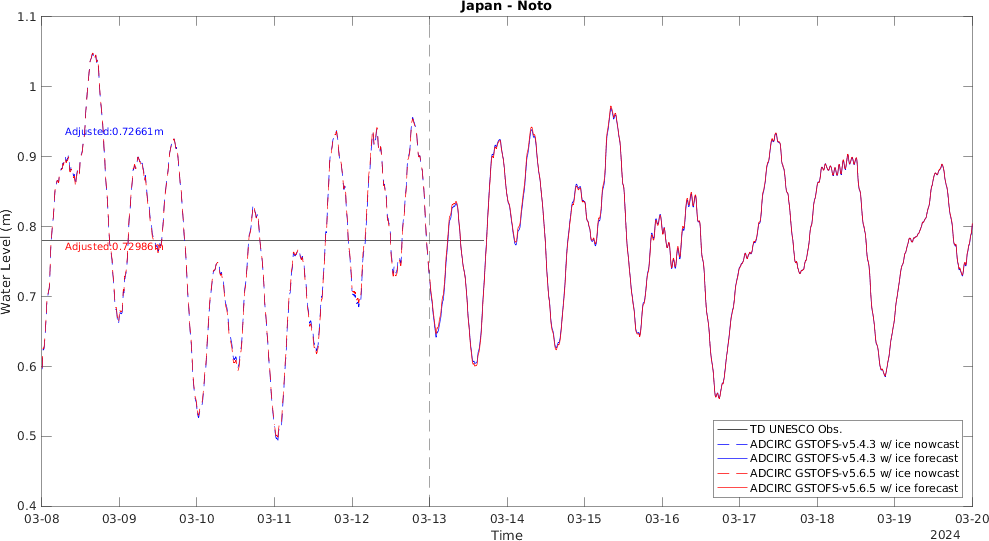 Japan - Noto
Water Level (m)
1.1
1
0.9
0.8
0.7
0.6
0.5
0.4
Adjusted:0.72661m
Adjusted:0.72986m
TD UNESCO Obs.
ADCIRC GSTOFS-v5.4.3 w/ ice nowcast
ADCIRC GSTOFS-v5.4.3 w/ ice forecast
ADCIRC GSTOFS-v5.6.5 w/ ice nowcast
ADCIRC GSTOFS-v5.6.5 w/ ice forecast
03-08 03-09 03-10 03-11 03-12 03-13 03-14 03-15 03-16 03-17 03-18 03-19 03-20
Time
2024